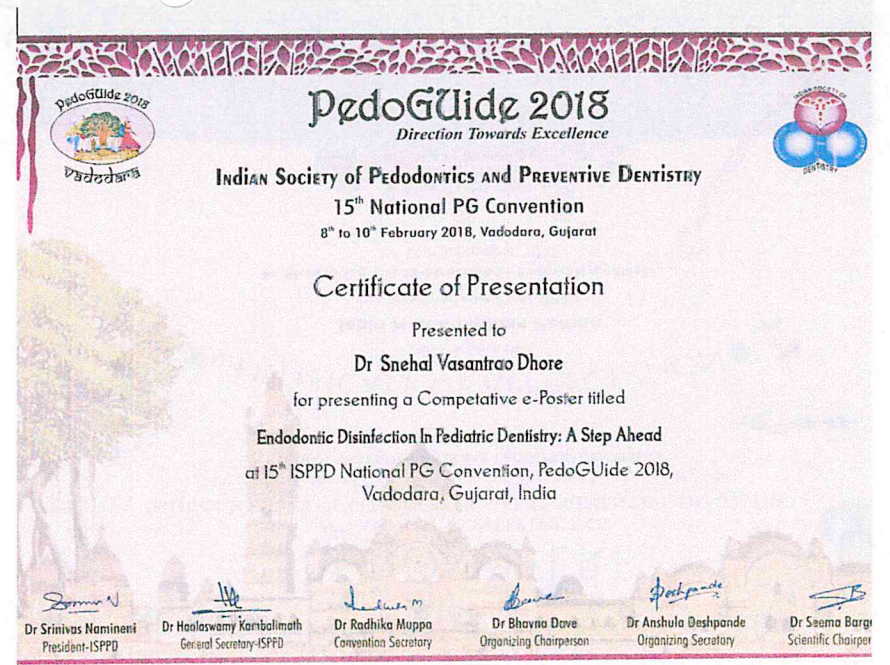 PedoGUide 2018
Vadodara
PedoGUide 2018
Direction Towards Excellence
INDIAN SOCIETY OF
DENTISTRY
INDIAN SOCIETY OF PEDODONTICS AND PREVENTIVE DENTISTRY
15th National PG Convention
8th to 10th February 2018, Vadodara, Gujarat
Certificate of Presentation
Presented to
Dr Snehal Vasantrao Dhore
for presenting a Competative e-Poster titled
Endodontic Disinfection In Pediatric Dentistry: A Step Ahead
at 15th ISPPD National PG Convention, PedoGUide 2018,
Vadodara, Gujarat, India
Dr Srinivas Namineni
President-ISPPD
Dr Haalaswamy Kambalimath
General Secretary-ISPPD
Dr Radhika Muppa
Convention Secretary
Dr Bhavna Dave
Organizing Chairperson
Dr Anshula Deshpande
Organizing Secretary
Dr Seema Barg
Scientific Chairper